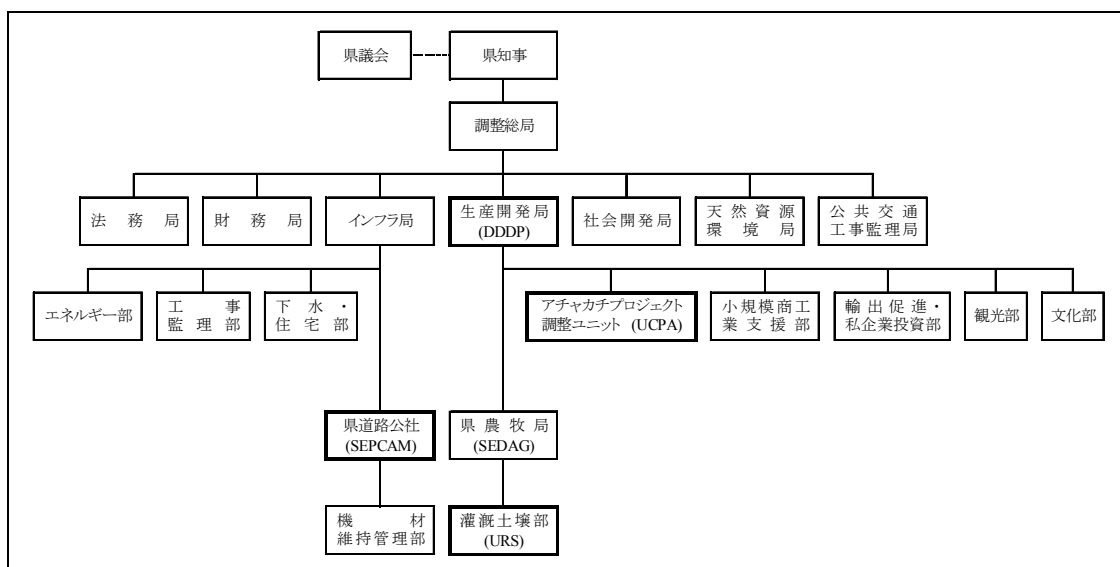 県議会
県知事
調整総局
法務局
財務局
インフラ局
生産開発局
(DDDP)
社会開発局
天然資源
環境局
公共交通
工事監理局
エネルギー部
工事
監理部
下水・
住宅部
アチャカチプロジェクト
調整ユニット (UCPA)
小規模商工
業支援部
輸出促進・
私企業投資部
観光部
文化部
県道路公社
(SEPCAM)
県農牧局
(SEDAG)
機材
維持管理部
灌漑土壌部
(URS)